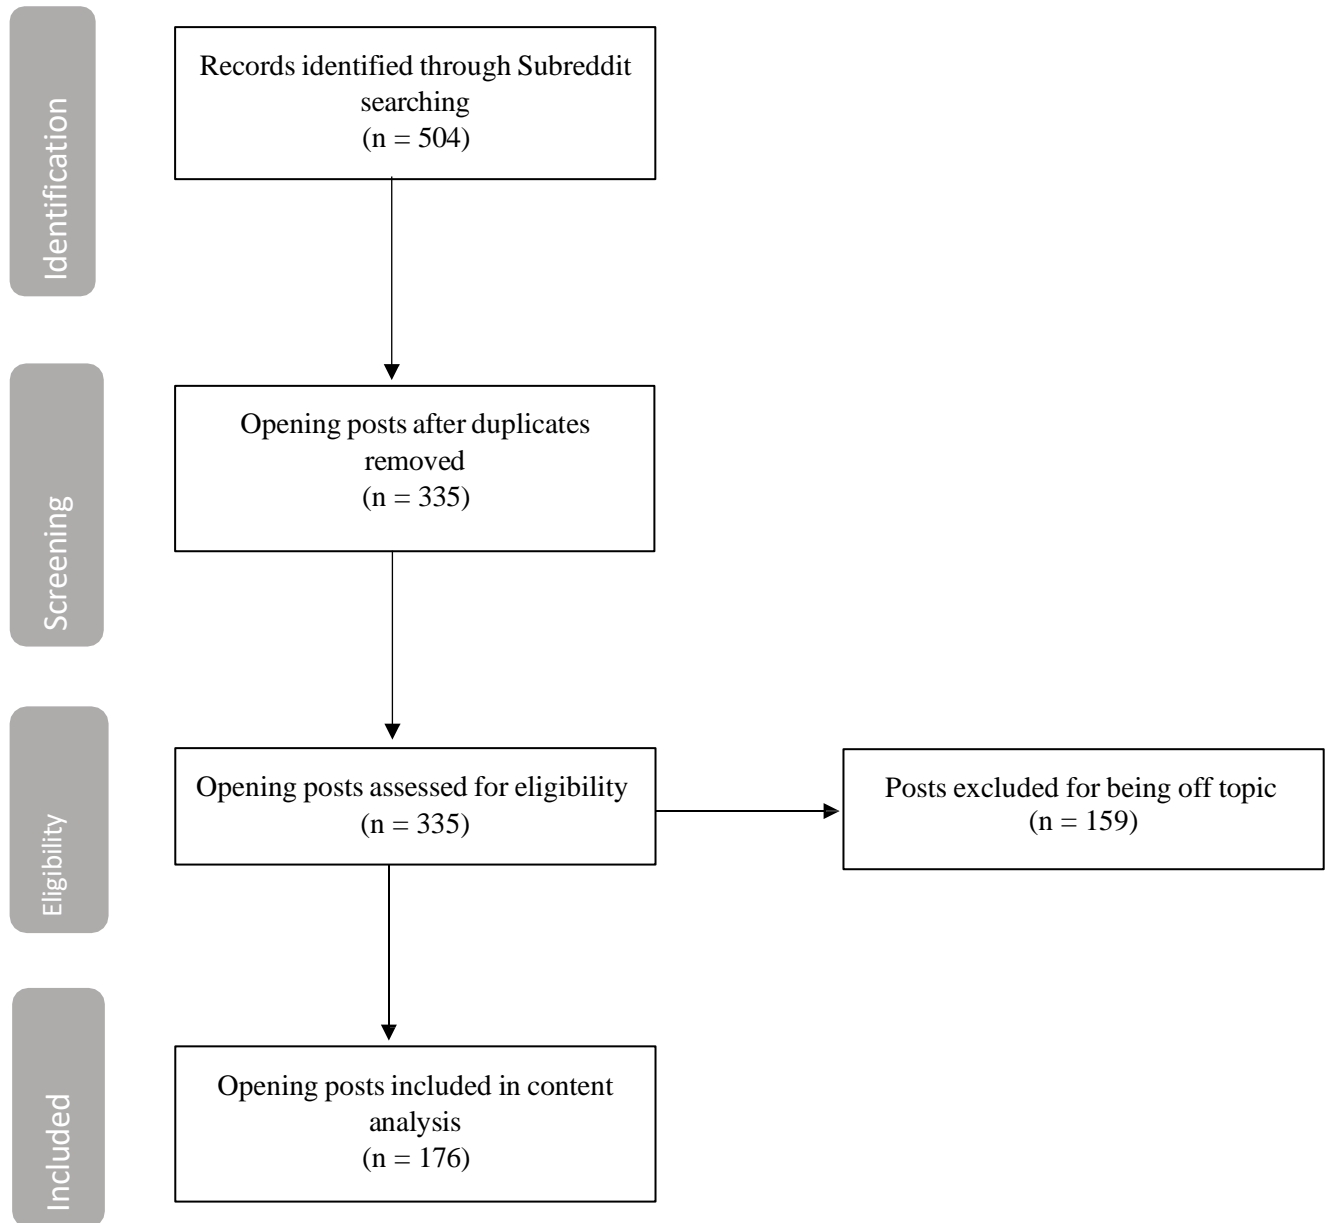 Identification
Records identified through Subreddit
searching
(n = 504)
Screening
Opening posts after duplicates
removed
(n = 335)
Eligibility
Opening posts assessed for eligibility
(n = 335)
Posts excluded for being off topic
(n = 159)
Included
Opening posts included in content
analysis
(n = 176)